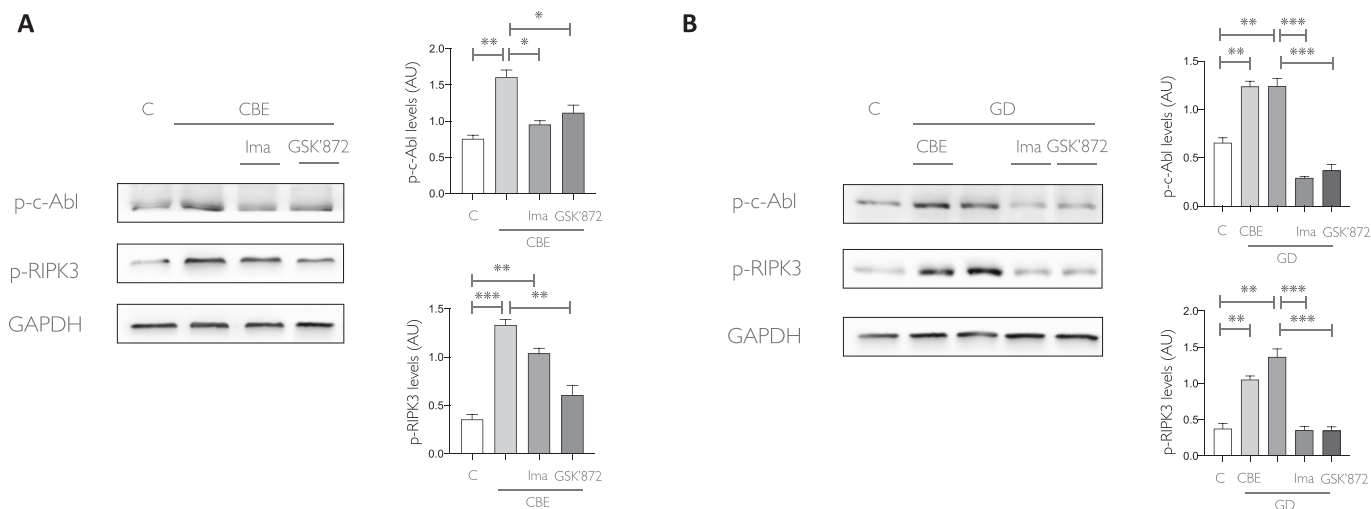 A
C
CBE
Ima
GSK'872
p-c-Abl
p-RIPK3
GAPDH
*
** *
2.0
1.5
1.0
0.5
0.0
p-c-Abl levels (AU)
C Ima GSK'872
CBE
**
*** **
1.5
1.0
0.5
0.0
p-RIPK3 levels (AU)
C Ima GSK'872
CBE
B
C
GD
CBE Ima GSK'872
p-c-Abl
p-RIPK3
GAPDH
** ***
** ***
1.5
1.0
0.5
0.0
p-c-Abl levels (AU)
C CBE Ima GSK'872
GD
** ***
** ***
2.0
1.5
1.0
0.5
0.0
p-RIPK3 levels (AU)
C CBE Ima GSK'872
GD